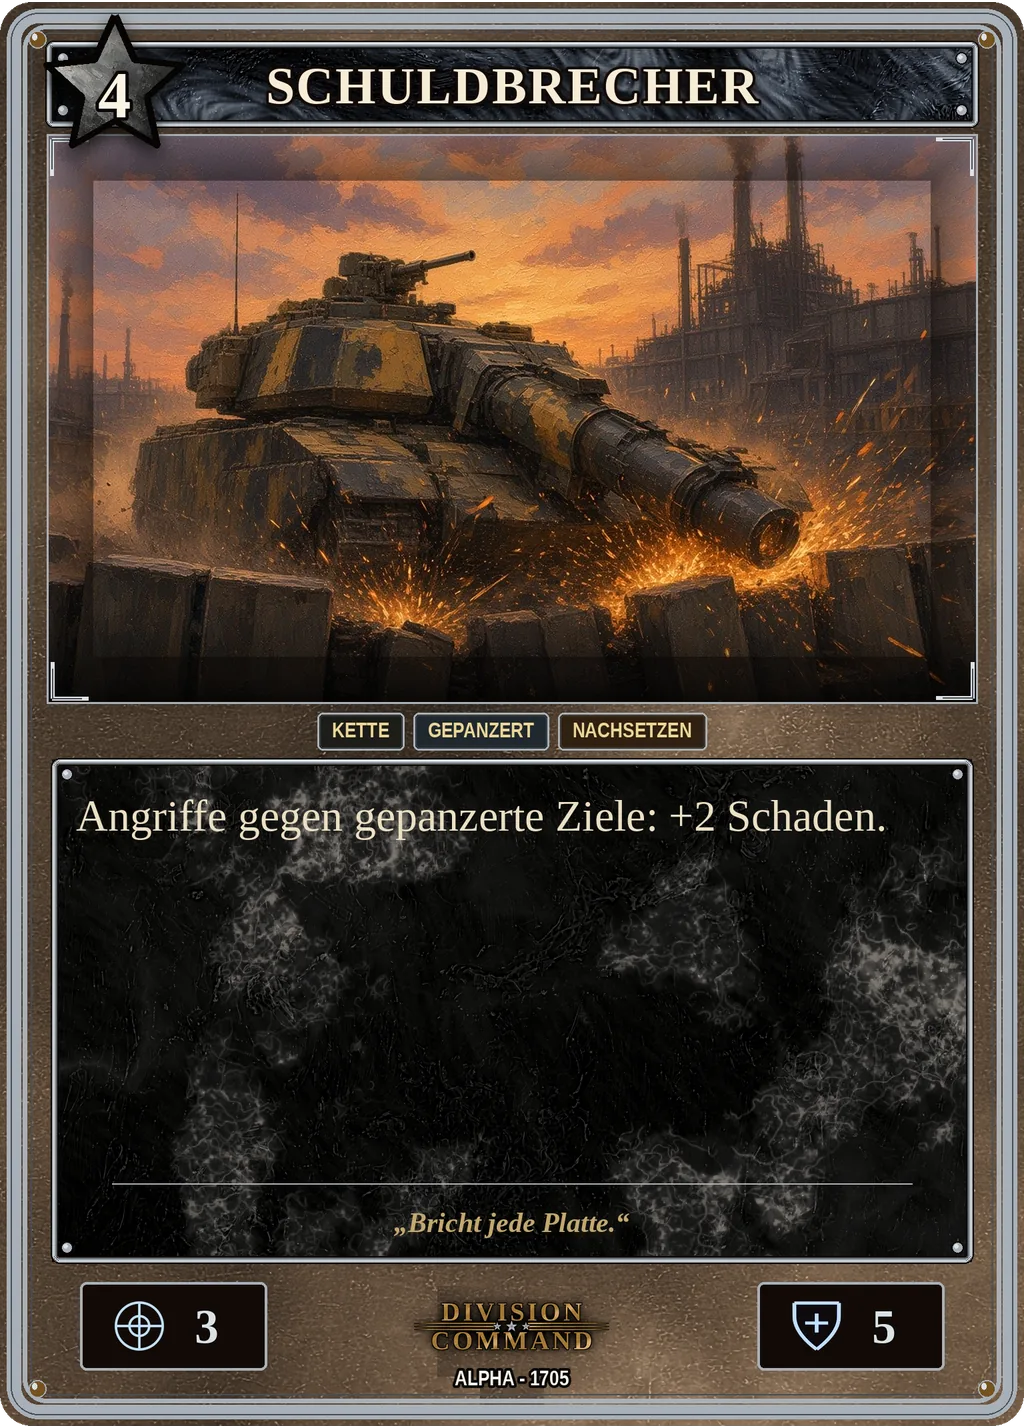 4
SCHULDBRECHER
KETTE GEPANZERT NACHSETZEN
Angriffe gegen gepanzerte Ziele: +2 Schaden.
„Bricht jede Platte.“
3
DIVISION
COMMAND
ALPHA - 1705
5